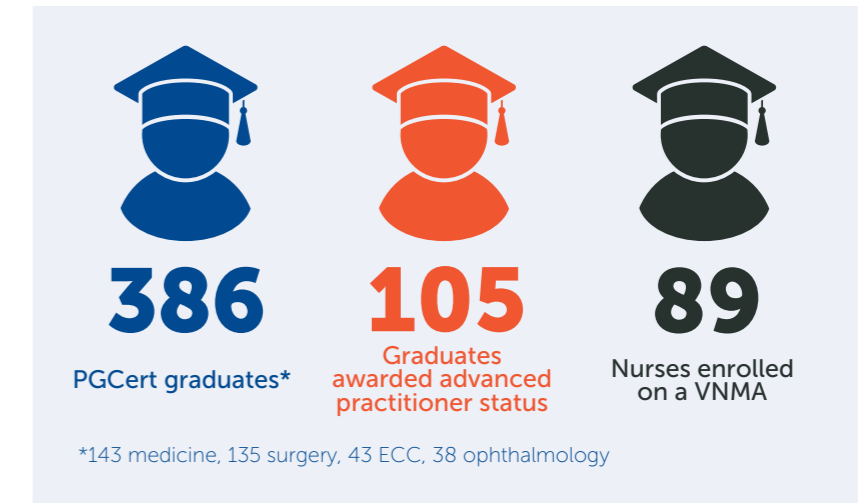 386
PGCert graduates*
105
Graduates
awarded advanced
practitioner status
89
Nurses enrolled
on a VNMA
*143 medicine, 135 surgery, 43 ECC, 38 ophthalmology